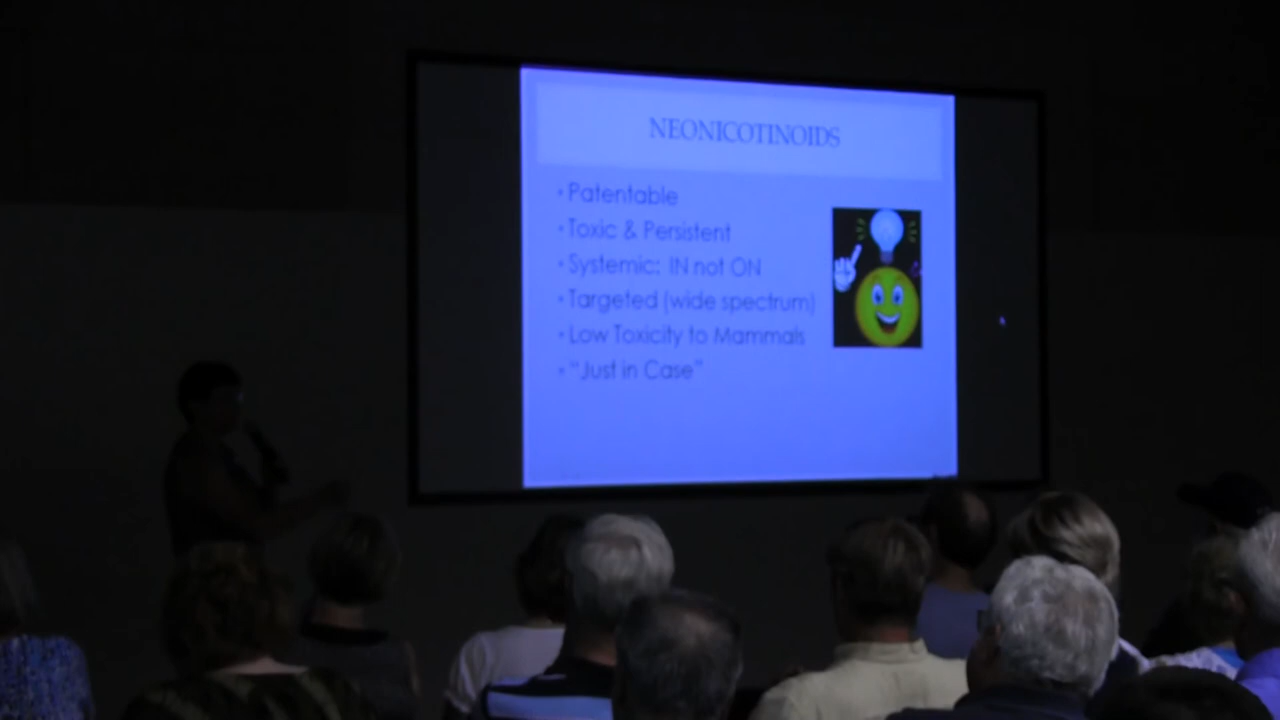 NEONICOTINOIDS
• Patentable
• Toxic & Persistent
• Systemic: IN not ON
• Targeted (wide spectrum)
• Low Toxicity to Mammals
• "Just in Case"